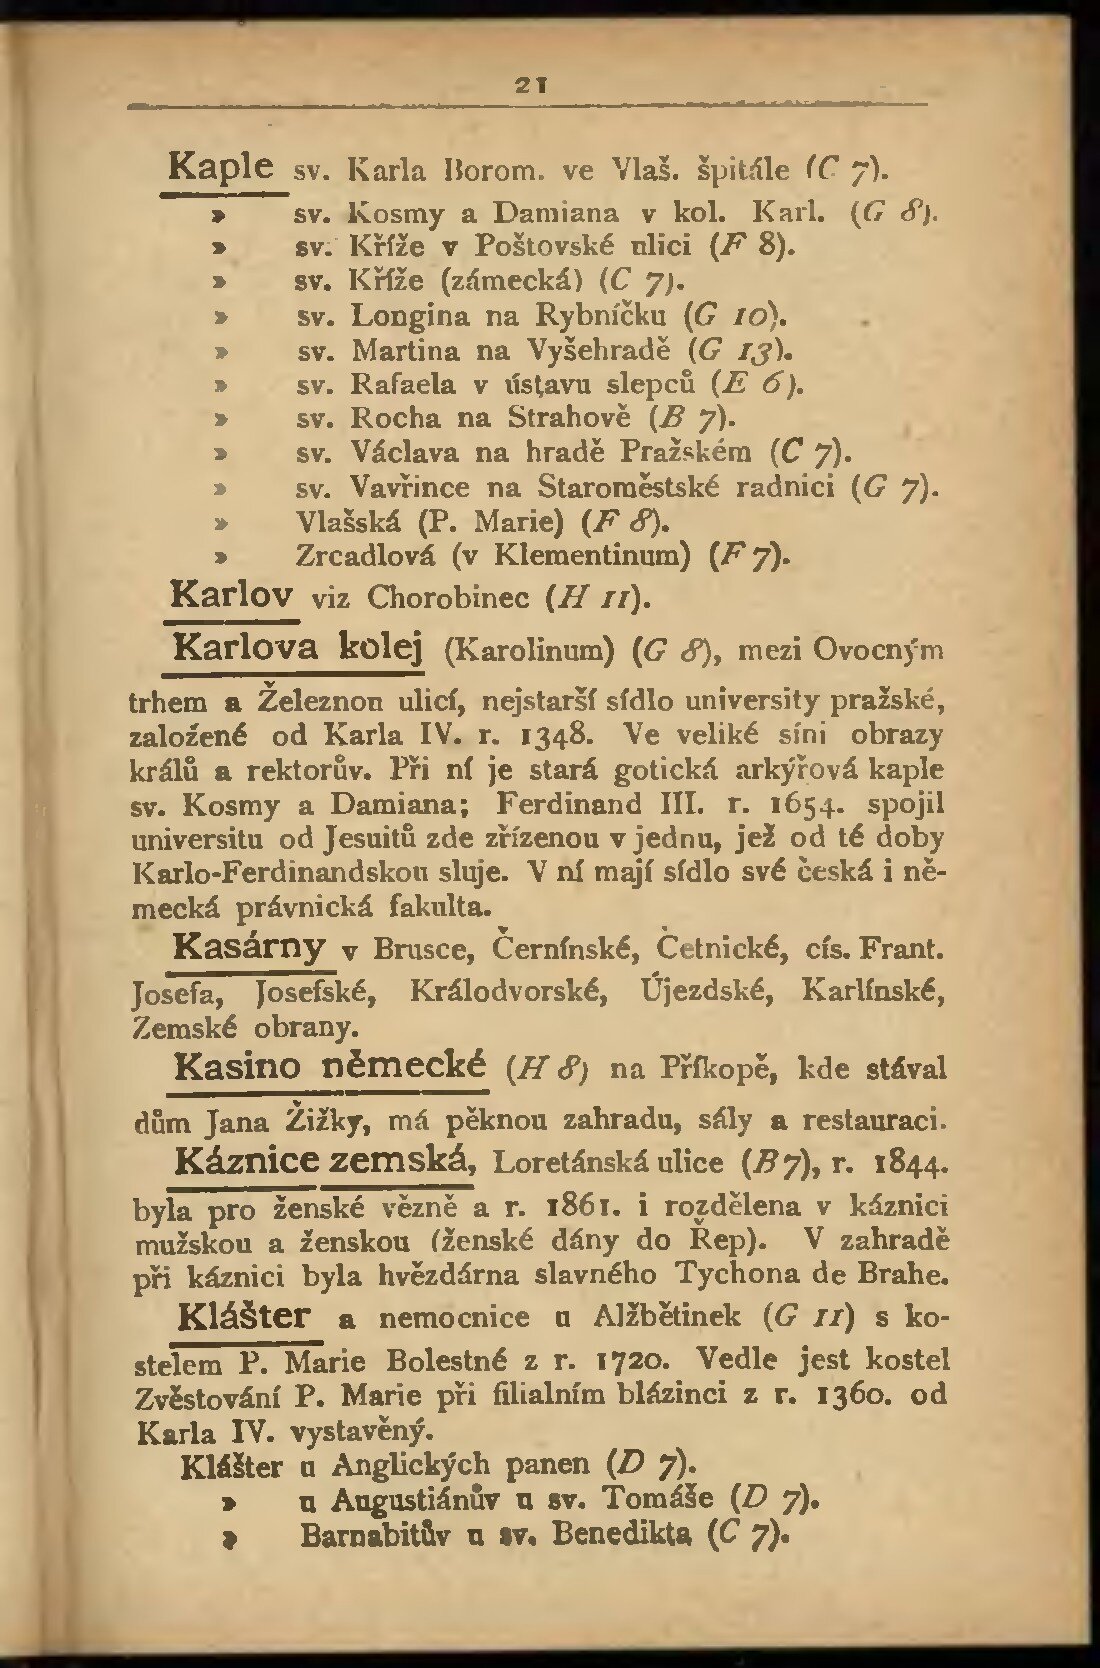 21
Kaple sv. Karla Borom. ve Vlaš. špitále (C 7).
» sv. Kosmy a Damiana v kol. Karl. (G 8).
» sv. Kříže v Poštovské ulici (F 8).
» sv. Kříže (zámecká) (C 7).
» sv. Longina na Rybníčku (G 10).
» sv. Martina na Vyšehradě (G 13).
» sv. Rafaela v ústavu slepců (E 6).
» sv. Rocha na Strahově (B 7).
» sv. Václava na hradě Pražském (C 7).
» sv. Vavřince na Staroměstské radnici (G 7).
» Vlašská (P. Marie) (F 8).
» Zrcadlová (v Klementinum) (F 7).
Karlov viz Chorobinec (H 11).
Karlova kolej (Karolinum) (G 8), mezi Ovocným
trhem a Železnou ulicí, nejstarší sídlo university pražské,
založené od Karla IV. r. 1348. Ve veliké síni obrazy
králů a rektorův. Při ní je stará gotická arkýřová kaple
sv. Kosmy a Damiana; Ferdinand III. r. 1654. spojil
universitu od Jesuitů zde zřízenou v jednu, jež od té doby
Karlo-Ferdinandskou sluje. V ní mají sídlo své česká i ně-
mecká právnická fakulta.
Kasárny v Brusce, Černínské, Četnické, cís. Frant.
Josefa, Josefské, Králodvorské, Újezdské, Karlínské,
Zemské obrany.
Kasino německé (H 8) na Příkopě, kde stával
dům Jana Žižky, má pěknou zahradu, sály a restauraci.
Káznice zemská, Loretánská ulice (B 7), r. 1844.
byla pro ženské vězně a r. 1861. i rozdělena v káznici
mužskou a ženskou (ženské dány do Řep). V zahradě
při káznici byla hvězdárna slavného Tychona de Brahe.
Klášter a nemocnice u Alžbětinek (G 11) s ko-
stelem P. Marie Bolestné z r. 1720. Vedle jest kostel
Zvěstování P. Marie při filialním blázinci z r. 1360. od
Karla IV. vystavěný.
Klášter u Anglických panen (D 7).
» u Augustiánův u sv. Tomáše (D 7).
» Barnabitův u sv. Benedikta (C 7).